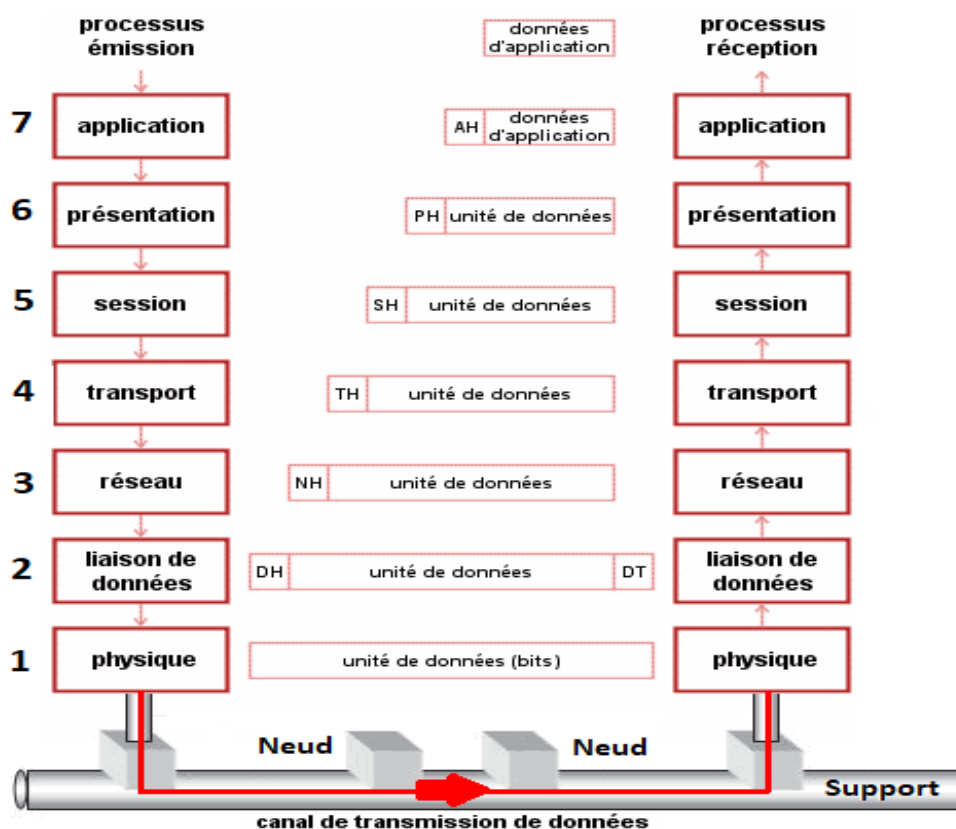 processus
émission
données
d'application
processus
réception
7
application
AH
données
d'application
application
6
présentation
PH
unité de données
présentation
5
session
SH
unité de données
session
4
transport
TH
unité de données
transport
3
réseau
NH
unité de données
réseau
2
liaison de
données
DH
unité de données
DT
liaison de
données
1
physique
unité de données (bits)
physique
Neud
Neud
Support
canal de transmission de données